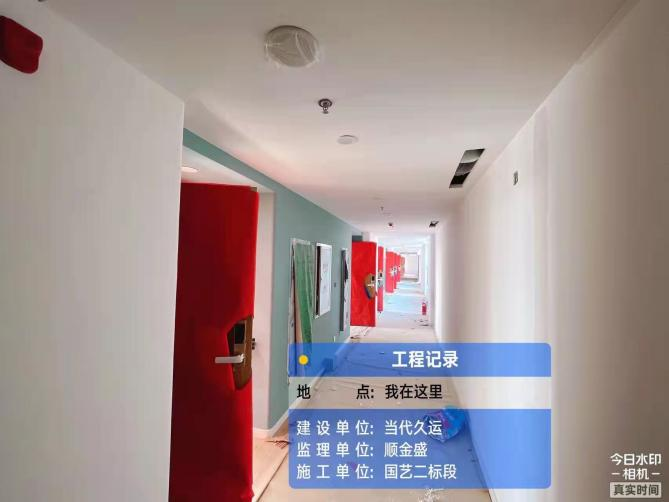 工程记录
地 点: 我在这里
建设单位: 当代久运
监理单位: 顺金盛
施工单位: 国艺二标段
今日水印
-相机-
真实时间